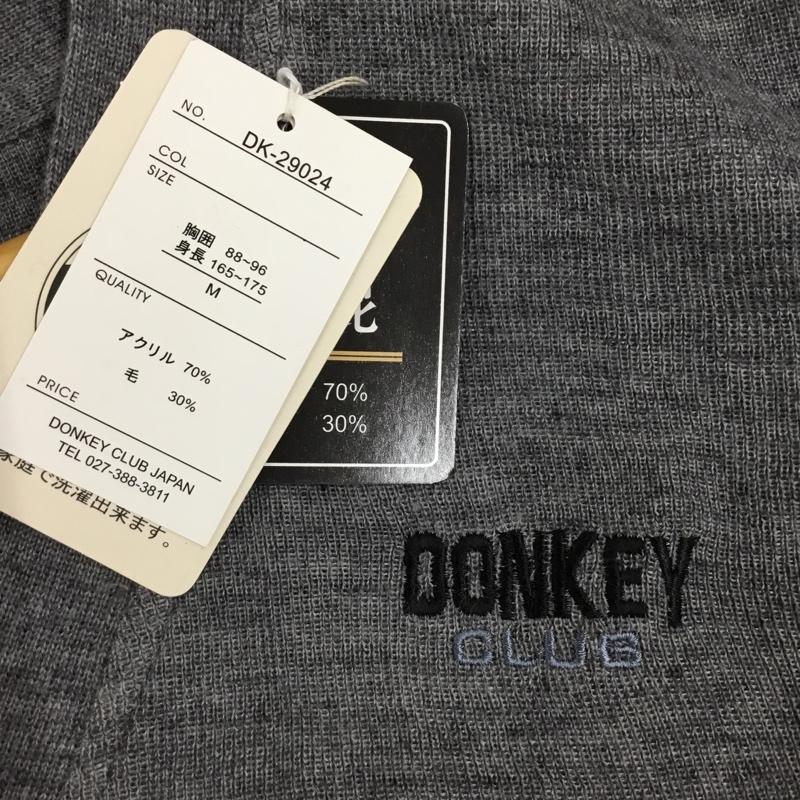 NO.
DK-29024
COL
SIZE
胸囲 88~96
身長 165~175
M
QUALITY
アクリル 70%
毛 30%
PRICE
DONKEY CLUB JAPAN
TEL 027-388-3811
家庭で洗濯出来ます。
70%
30%
DONKEY
CLUB